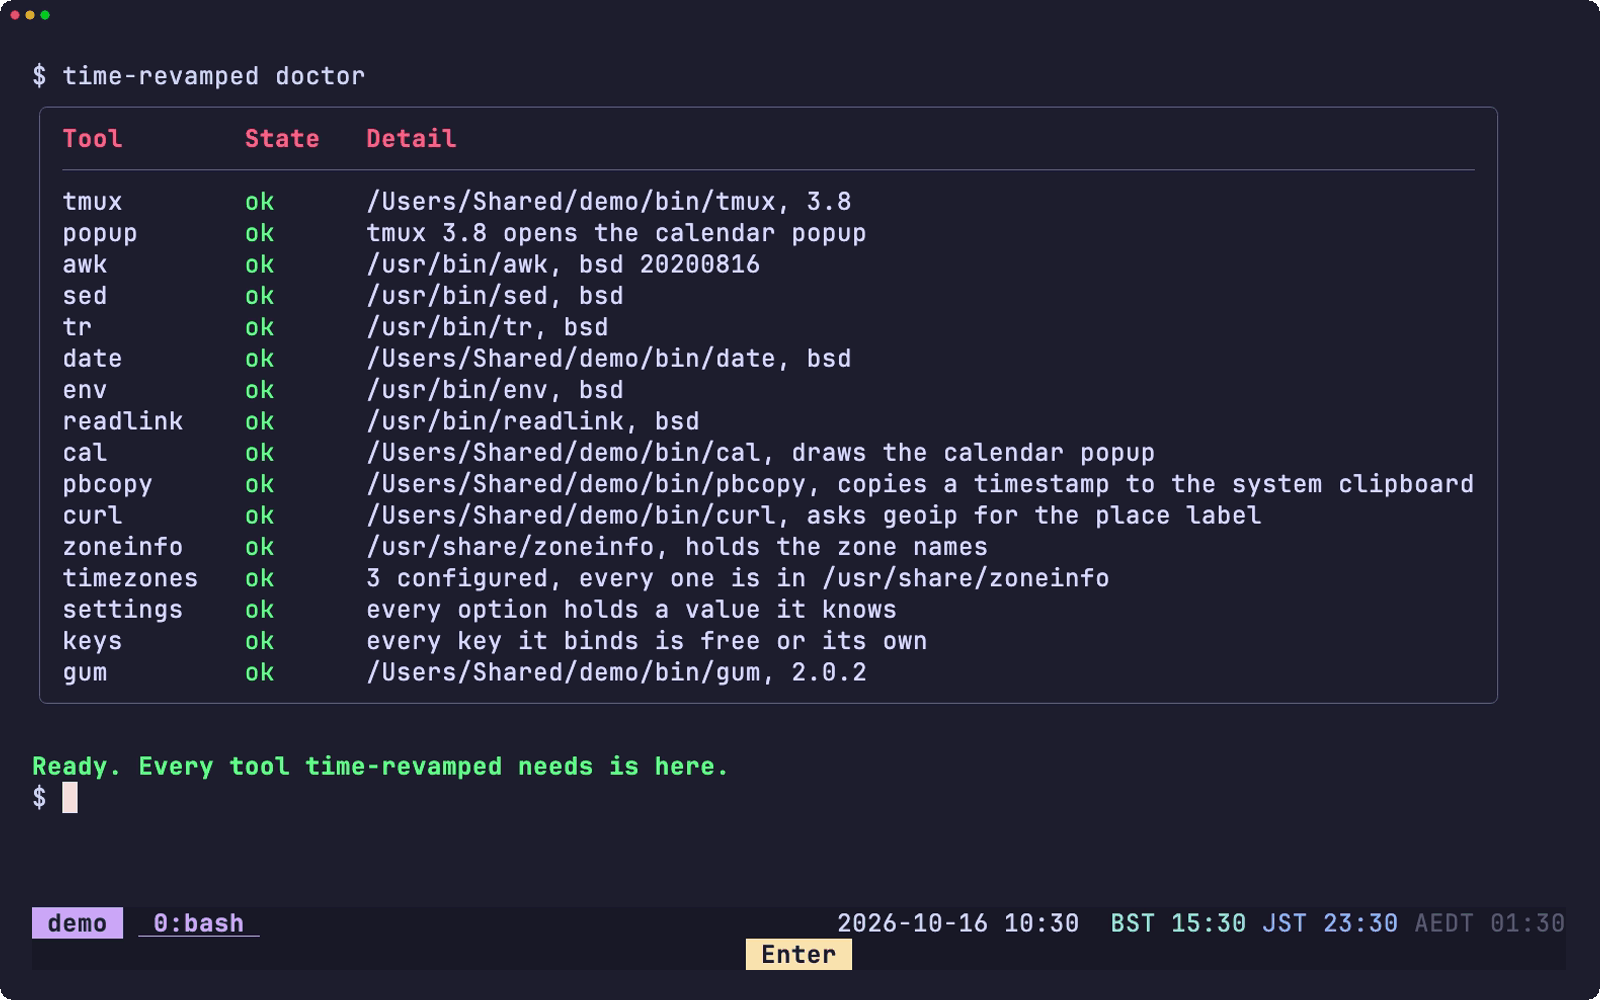 $ time-revamped doctor
Tool State Detail
tmux ok /Users/Shared/demo/bin/tmux, 3.8
popup ok tmux 3.8 opens the calendar popup
awk ok /usr/bin/awk, bsd 20200816
sed ok /usr/bin/sed, bsd
tr ok /usr/bin/tr, bsd
date ok /Users/Shared/demo/bin/date, bsd
env ok /usr/bin/env, bsd
readlink ok /usr/bin/readlink, bsd
cal ok /Users/Shared/demo/bin/cal, draws the calendar popup
pbcopy ok /Users/Shared/demo/bin/pbcopy, copies a timestamp to the system clipboard
curl ok /Users/Shared/demo/bin/curl, asks geoip for the place label
zoneinfo ok /usr/share/zoneinfo, holds the zone names
timezones ok 3 configured, every one is in /usr/share/zoneinfo
settings ok every option holds a value it knows
keys ok every key it binds is free or its own
gum ok /Users/Shared/demo/bin/gum, 2.0.2
Ready. Every tool time-revamped needs is here.
$
demo 0:bash 2026-10-16 10:30 BST 15:30 JST 23:30 AEDT 01:30
Enter